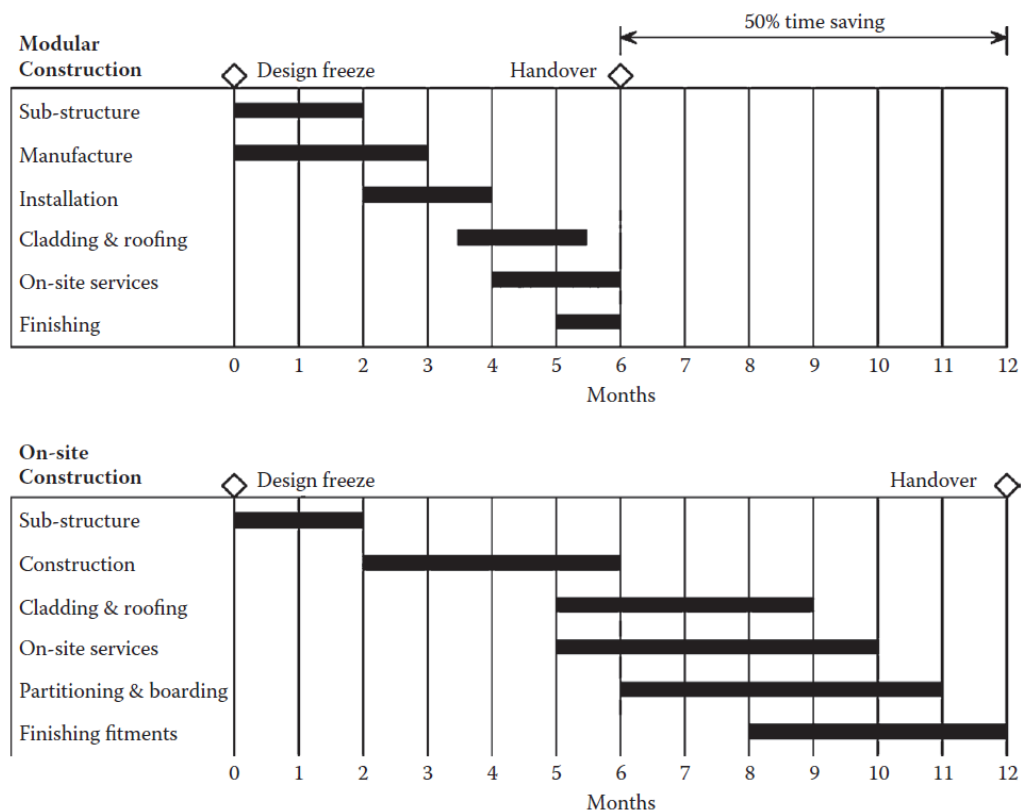 50% time saving
Modular
Construction
Design freeze
Handover
Sub-structure
Manufacture
Installation
Cladding & roofing
On-site services
Finishing
0 1 2 3 4 5 6 7 8 9 10 11 12
Months
On-site
Construction
Design freeze
Handover
Sub-structure
Construction
Cladding & roofing
On-site services
Partitioning & boarding
Finishing fitments
0 1 2 3 4 5 6 7 8 9 10 11 12
Months